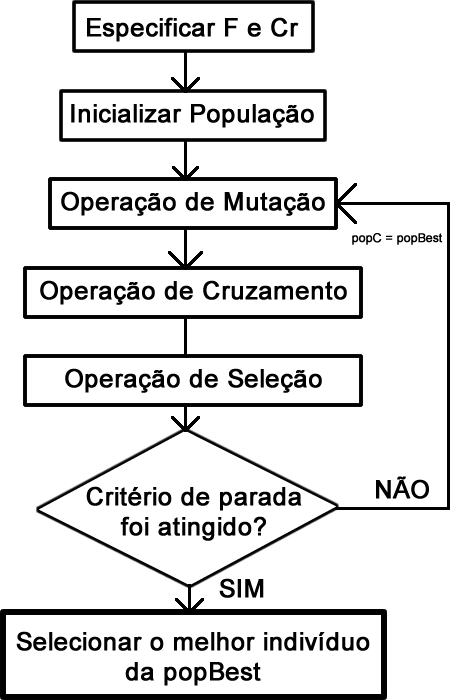 Especificar F e Cr
Inicializar População
Operação de Mutação
popC = popBest
Operação de Cruzamento
Operação de Seleção
Critério de parada
foi atingido?
NÃO
SIM
Selecionar o melhor indivíduo
da popBest